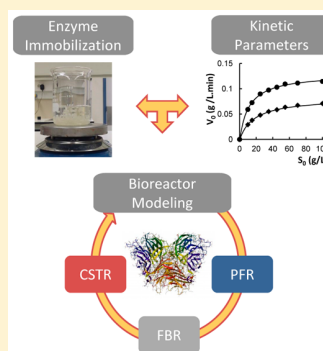 Enzyme
Immobilization
Kinetic
Parameters
V₀ (g /L.min)
0.15
0.1
0.05
0
0 20 40 60 80 100
S₀ (g/L
Bioreactor
Modeling
CSTR
PFR
FBR